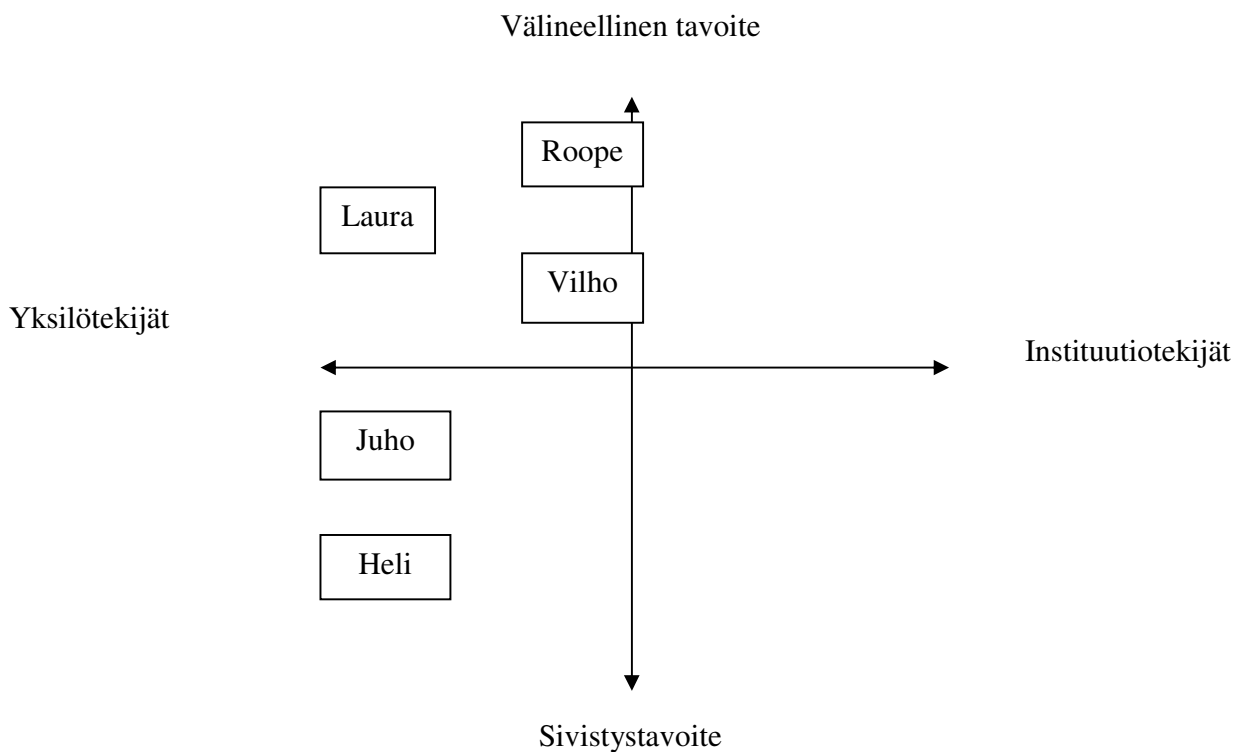 Välineellinen tavoite
Roope
Laura
Vilho
Yksilötekijät
Instituutiotekijät
Juho
Heli
Sivistystavoite